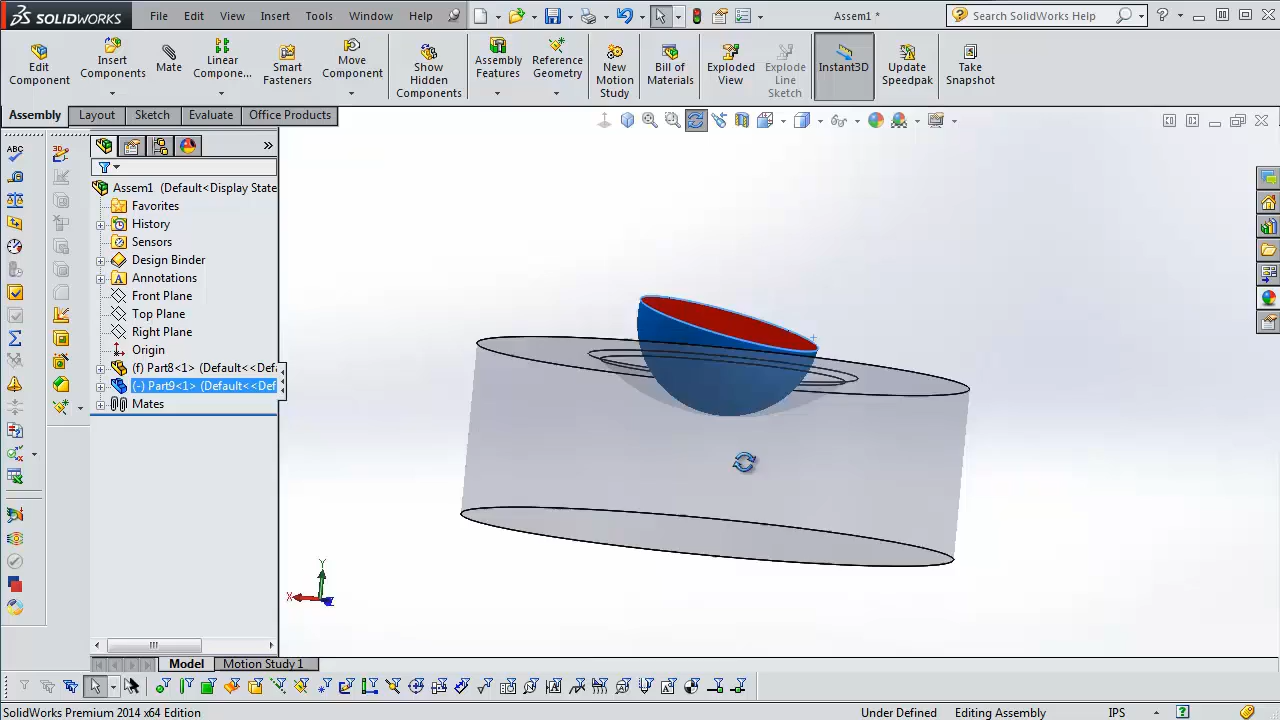 SOLIDWORKS
File Edit View Insert Tools Window Help
Assem1 *
Search SolidWorks Help
Edit Component
Insert Components
Mate
Linear Compone...
Smart Fasteners
Move Component
Show Hidden Components
Assembly Features
Reference Geometry
New Motion Study
Bill of Materials
Exploded View
Explode Line Sketch
Instant3D
Update Speedpak
Take Snapshot
Assembly Layout Sketch Evaluate Office Products
Assem1 (Default<Display State
Favorites
History
Sensors
Design Binder
Annotations
Front Plane
Top Plane
Right Plane
Origin
(f) Part8<1> (Default<<Def
(-) Part9<1> (Default<<Def
Mates
ABC
3D
Y
X
Model Motion Study 1
SolidWorks Premium 2014 x64 Edition
Under Defined Editing Assembly IPS